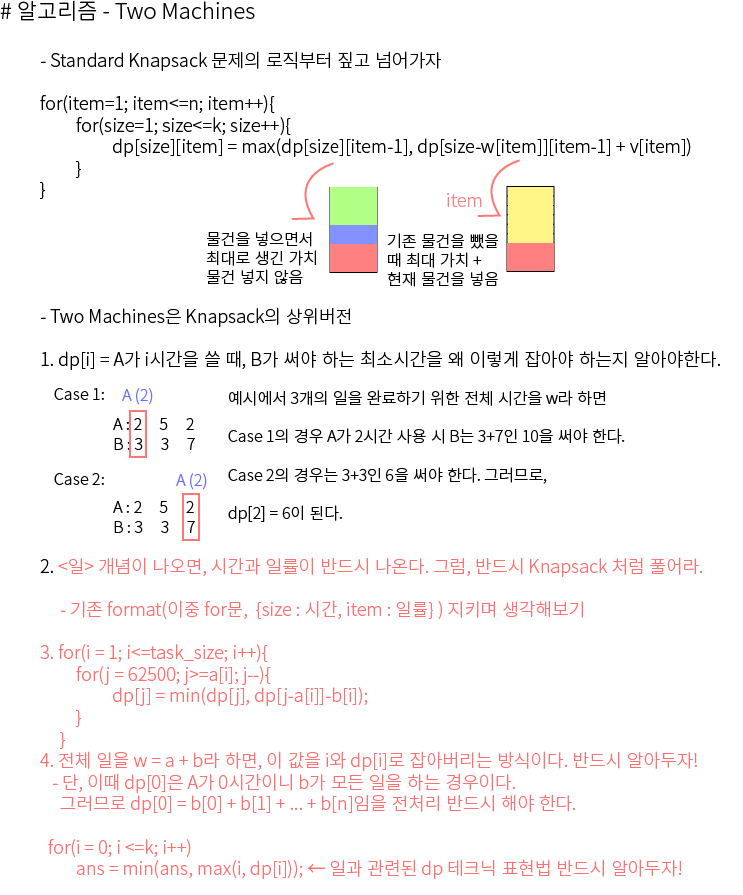 # 알고리즘 - Two Machines
- Standard Knapsack 문제의 로직부터 짚고 넘어가자
for(item=1; item<=n; item++){
for(size=1; size<=k; size++){
dp[size][item] = max(dp[size][item-1], dp[size-w[item]][item-1] + v[item])
}
}
item
물건을 넣으면서
최대로 생긴 가치
물건 넣지 않음
기존 물건을 뺐을
때 최대 가치 +
현재 물건을 넣음
- Two Machines은 Knapsack의 상위버전
1. dp[i] = A가 i시간을 쓸 때, B가 써야 하는 최소시간을 왜 이렇게 잡아야 하는지 알아야한다.
Case 1: A (2)
A : 2 5 2
B : 3 3 7
Case 2: A (2)
A : 2 5 2
B : 3 3 7
예시에서 3개의 일을 완료하기 위한 전체 시간을 w라 하면
Case 1의 경우 A가 2시간 사용 시 B는 3+7인 10을 써야 한다.
Case 2의 경우는 3+3인 6을 써야 한다. 그러므로,
dp[2] = 6이 된다.
2. <일> 개념이 나오면, 시간과 일률이 반드시 나온다. 그럼, 반드시 Knapsack 처럼 풀어라.
- 기존 format(이중 for문, {size : 시간, item : 일률} ) 지키며 생각해보기
3. for(i = 1; i<=task_size; i++){
for(j = 62500; j>=a[i]; j--){
dp[j] = min(dp[j], dp[j-a[i]]-b[i]);
}
}
4. 전체 일을 w = a + b라 하면, 이 값을 i와 dp[i]로 잡아버리는 방식이다. 반드시 알아두자!
- 단, 이때 dp[0]은 A가 0시간이니 b가 모든 일을 하는 경우이다.
그러므로 dp[0] = b[0] + b[1] + ... + b[n]임을 전처리 반드시 해야 한다.
for(i = 0; i <=k; i++)
ans = min(ans, max(i, dp[i])); ← 일과 관련된 dp 테크닉 표현법 반드시 알아두자!